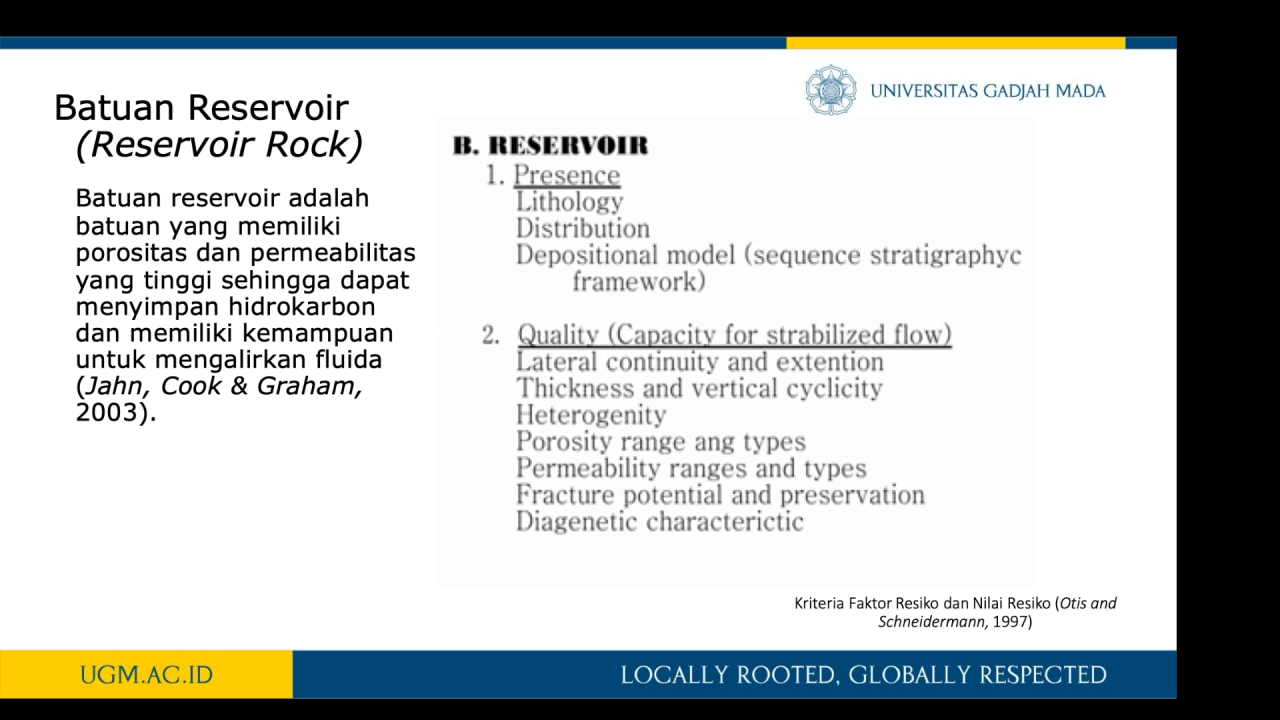 UNIVERSITAS GADJAH MADA
Batuan Reservoir
(Reservoir Rock)
Batuan reservoir adalah
batuan yang memiliki
porositas dan permeabilitas
yang tinggi sehingga dapat
menyimpan hidrokarbon
dan memiliki kemampuan
untuk mengalirkan fluida
(Jahn, Cook & Graham,
2003).
B. RESERVOIR
1. Presence
Lithology
Distribution
Depositional model (sequence stratigraphyc
framework)
2. Quality (Capacity for strabilized flow)
Lateral continuity and extention
Thickness and vertical cyclicity
Heterogenity
Porosity range ang types
Permeability ranges and types
Fracture potential and preservation
Diagenetic characterictic
Kriteria Faktor Resiko dan Nilai Resiko (Otis and
Schneidermann, 1997)
UGM.AC.ID
LOCALLY ROOTED, GLOBALLY RESPECTED